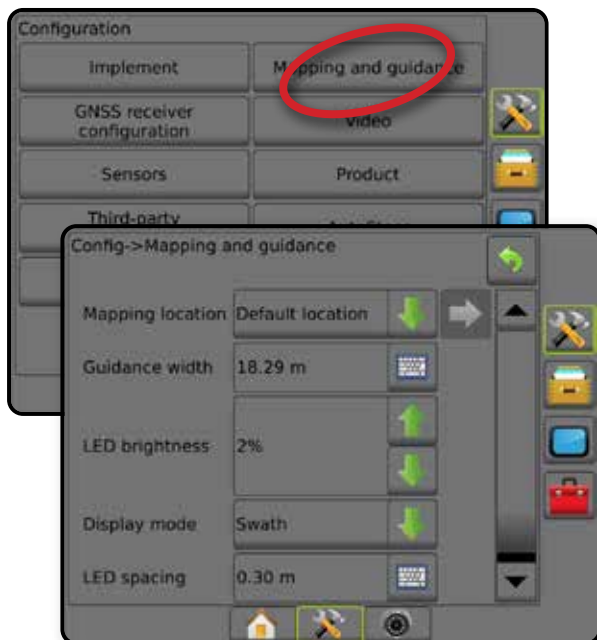 Configuration
Implement
Mapping and guidance
GNSS receiver
configuration
Video
Sensors
Product
Third-party
Config->Mapping and guidance
Mapping location
Default location
Guidance width
18.29 m
LED brightness
2%
Display mode
Swath
LED spacing
0.30 m